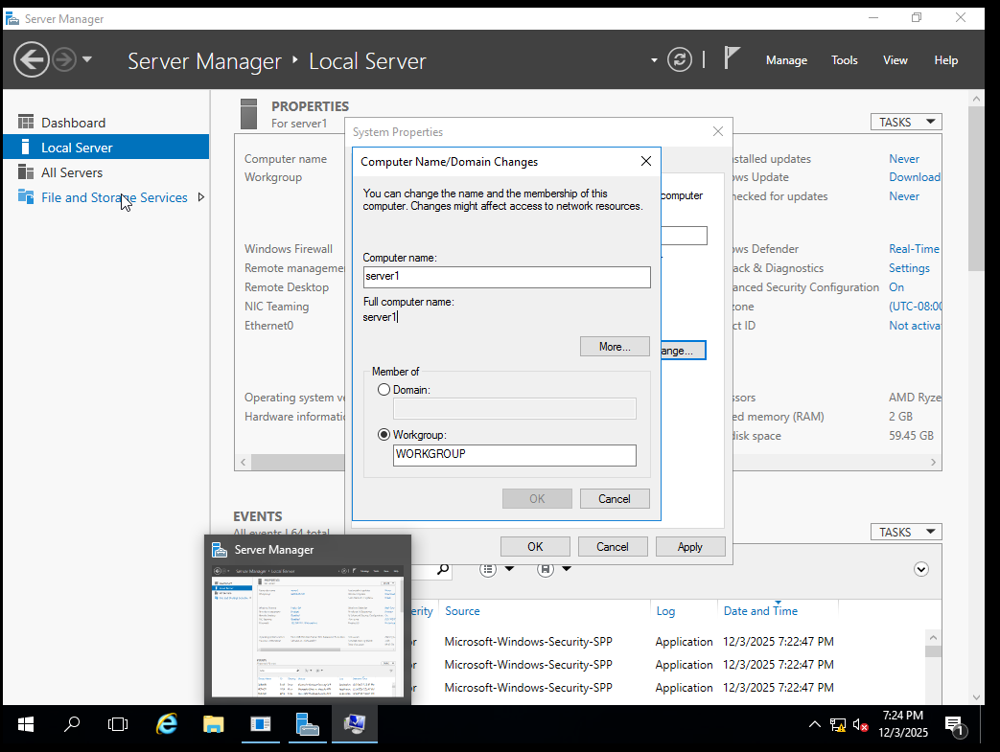 Server Manager
Server Manager ‣ Local Server
Manage Tools View Help
Dashboard
Local Server
All Servers
File and Storage Services
PROPERTIES
For server1
TASKS
Computer name
Workgroup
Windows Firewall
Remote manageme
Remote Desktop
NIC Teaming
Ethernet0
Operating system ve
Hardware informatio
System Properties
computer
ange...
OK
Cancel
Apply
Computer Name/Domain Changes
You can change the name and the membership of this
computer. Changes might affect access to network resources.
Computer name:
server1
Full computer name:
server1
More...
Member of
Domain:
Workgroup:
WORKGROUP
OK
Cancel
nstalled updates Never
ows Update Download
hecked for updates Never
ows Defender Real-Time
ack & Diagnostics Settings
anced Security Configuration On
zone (UTC-08:00
ct ID Not activa
ssors AMD Ryze
ed memory (RAM) 2 GB
disk space 59.45 GB
EVENTS
All events | 64 total
TASKS
Server Manager
erity Source Log Date and Time
or Microsoft-Windows-Security-SPP Application 12/3/2025 7:22:47 PM
or Microsoft-Windows-Security-SPP Application 12/3/2025 7:22:47 PM
or Microsoft-Windows-Security-SPP Application 12/3/2025 7:22:47 PM
7:24 PM
12/3/2025
1